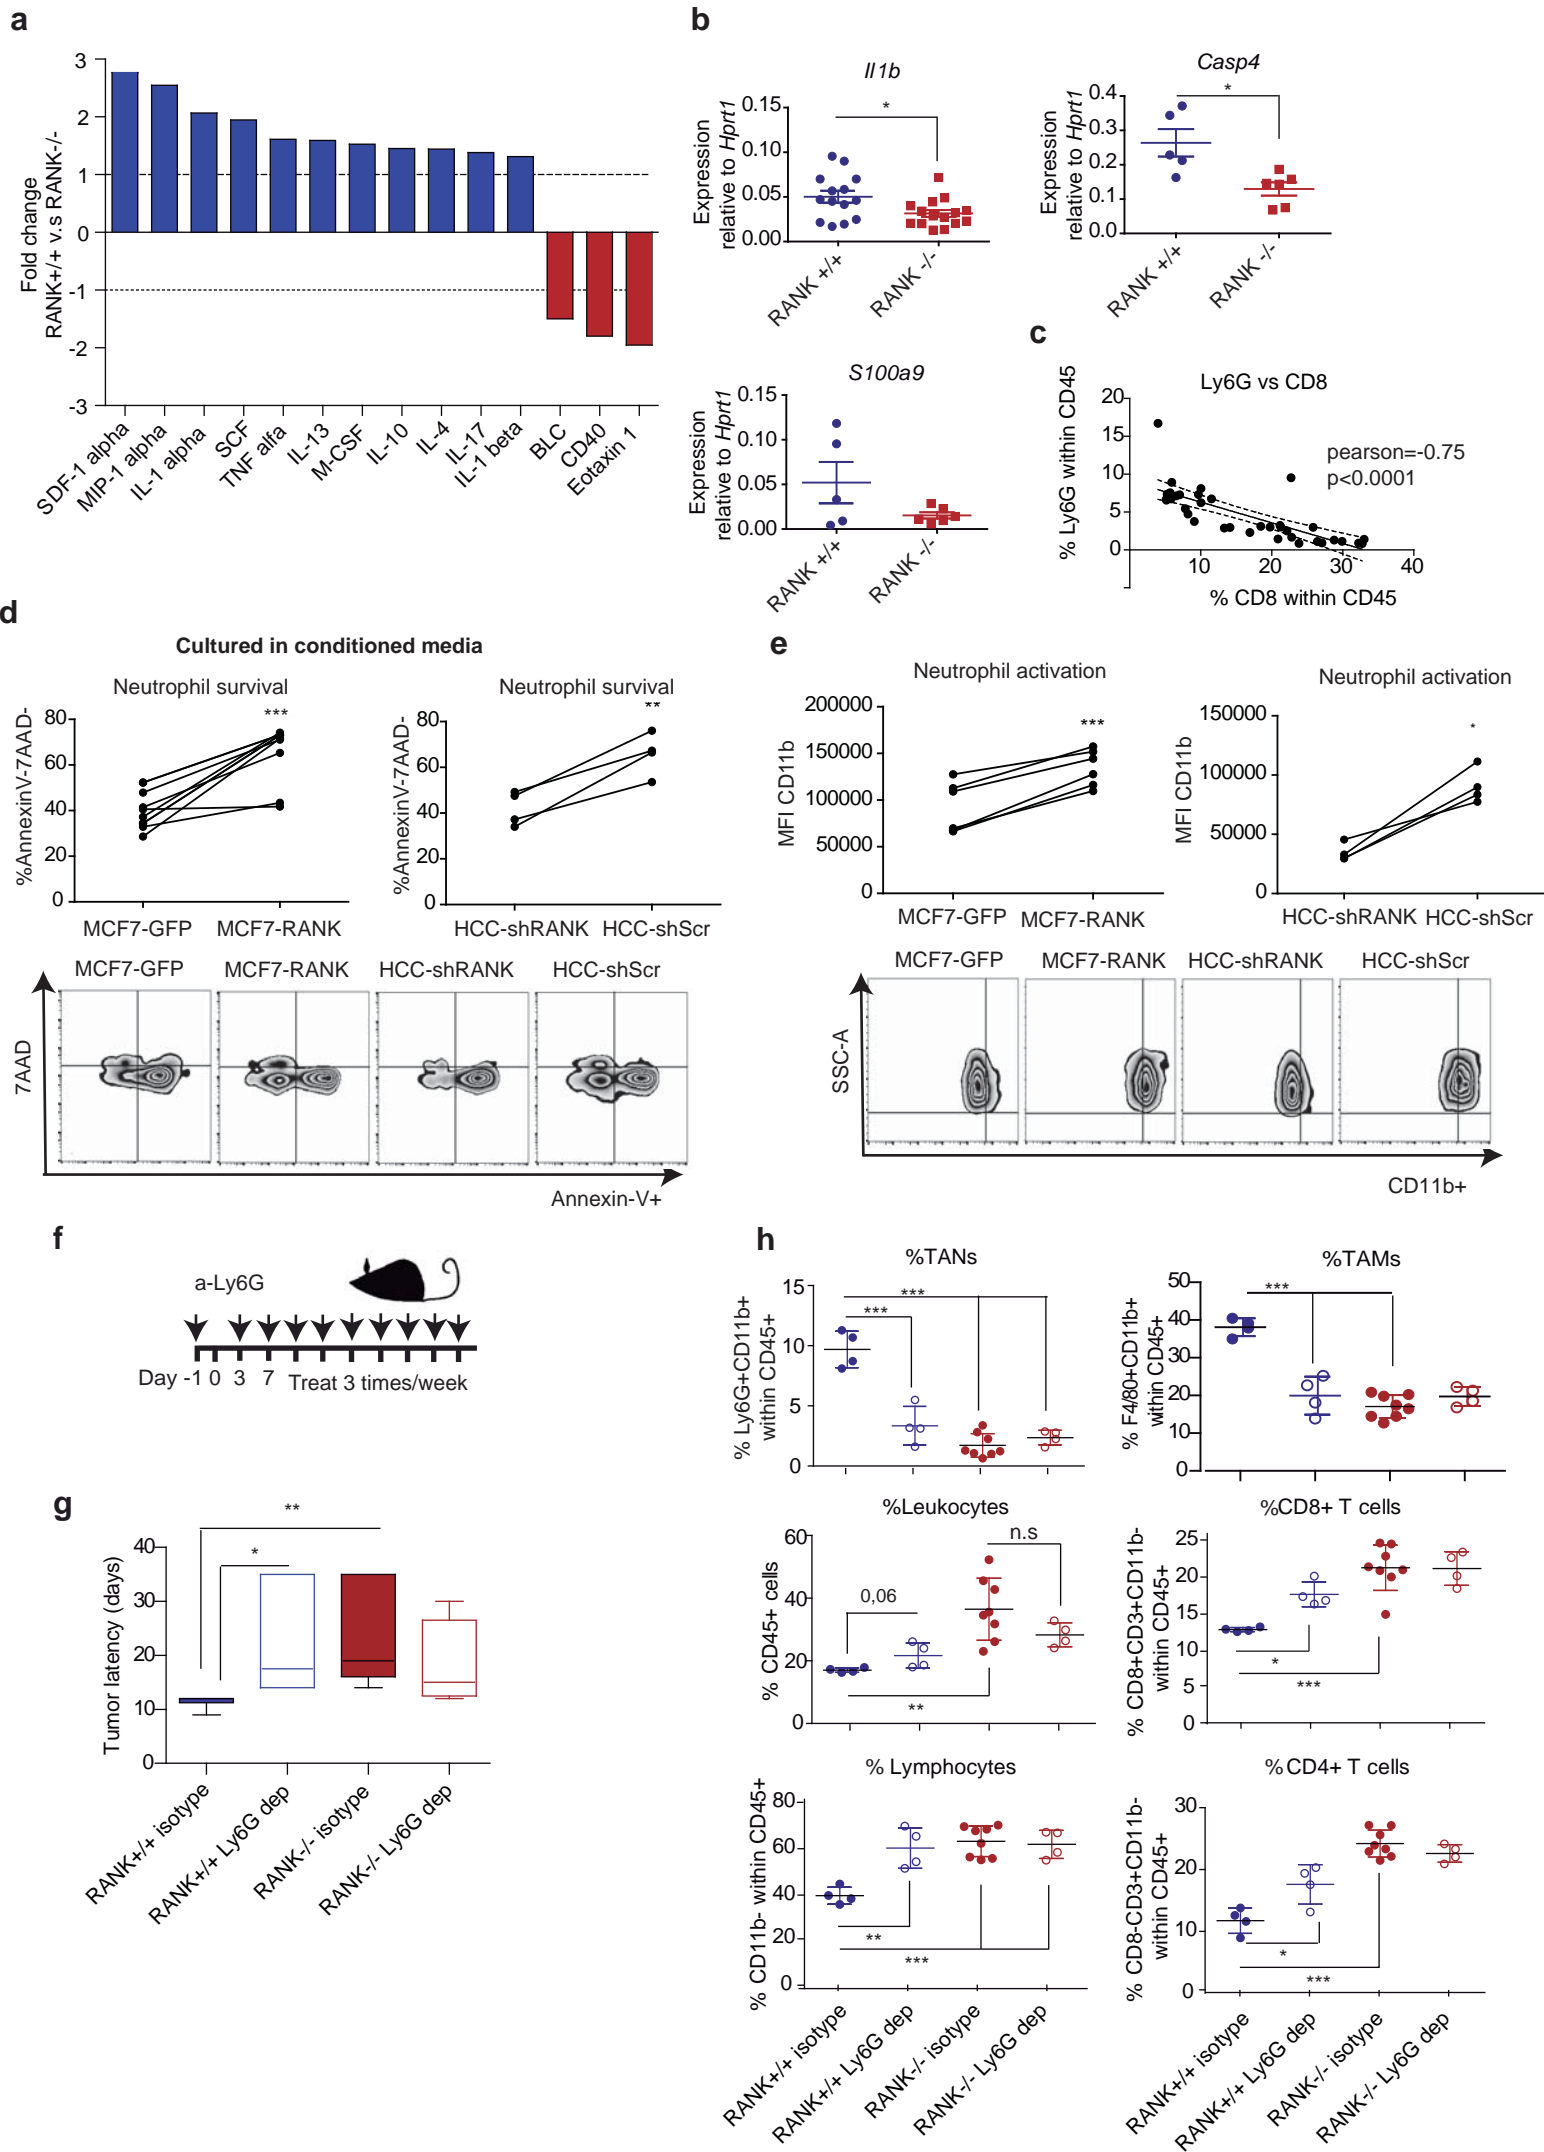 a
Fold change
RANK+/+ v.s RANK-/-
3
2
1
0
-1
-2
-3
SDF-1 alpha
MIP-1 alpha
IL-1 alpha
SCF
TNF alfa
IL-13
M-CSF
IL-10
IL-4
IL-17
IL-1 beta
BLC
CD40
Eotaxin 1
b
Il1b
Expression
relative to Hprt1
0.15
0.10
0.05
0.00
*
RANK +/+
RANK -/-
Casp4
Expression
relative to Hprt1
0.4
0.3
0.2
0.1
0.0
*
RANK +/+
RANK -/-
S100a9
Expression
relative to Hprt1
0.15
0.10
0.05
0.00
RANK +/+
RANK -/-
c
Ly6G vs CD8
% Ly6G within CD45
20
15
10
5
0
pearson=-0.75
p<0.0001
10
20
30
40
% CD8 within CD45
d
Cultured in conditioned media
Neutrophil survival
***
%AnnexinV-7AAD-
80
60
40
20
0
MCF7-GFP
MCF7-RANK
Neutrophil survival
**
%AnnexinV-7AAD-
80
60
40
20
0
HCC-shRANK
HCC-shScr
MCF7-GFP
MCF7-RANK
HCC-shRANK
HCC-shScr
7AAD
Annexin-V+
e
Neutrophil activation
***
MFI CD11b
200000
150000
100000
50000
0
MCF7-GFP
MCF7-RANK
Neutrophil activation
*
MFI CD11b
150000
100000
50000
0
HCC-shRANK
HCC-shScr
MCF7-GFP
MCF7-RANK
HCC-shRANK
HCC-shScr
SSC-A
CD11b+
f
a-Ly6G
Day -1 0 3 7 Treat 3 times/week
g
**
*
Tumor latency (days)
40
30
20
10
0
RANK+/+ isotype
RANK+/+ Ly6G dep
RANK-/- isotype
RANK-/- Ly6G dep
h
%TANs
% Ly6G+CD11b+
within CD45+
15
10
5
0
***
***
%TAMs
% F4/80+CD11b+
within CD45+
50
40
30
20
10
0
***
%Leukocytes
% CD45+ cells
60
40
20
0
n.s
0,06
**
%CD8+ T cells
% CD8+CD3+CD11b-
within CD45+
25
20
15
10
5
0
*
***
% Lymphocytes
% CD11b- within CD45+
80
60
40
20
0
**
***
RANK+/+ isotype
RANK+/+ Ly6G dep
RANK-/- isotype
RANK-/- Ly6G dep
%CD4+ T cells
% CD8-CD3+CD11b-
within CD45+
30
20
10
0
*
***
RANK+/+ isotype
RANK+/+ Ly6G dep
RANK-/- isotype
RANK-/- Ly6G dep